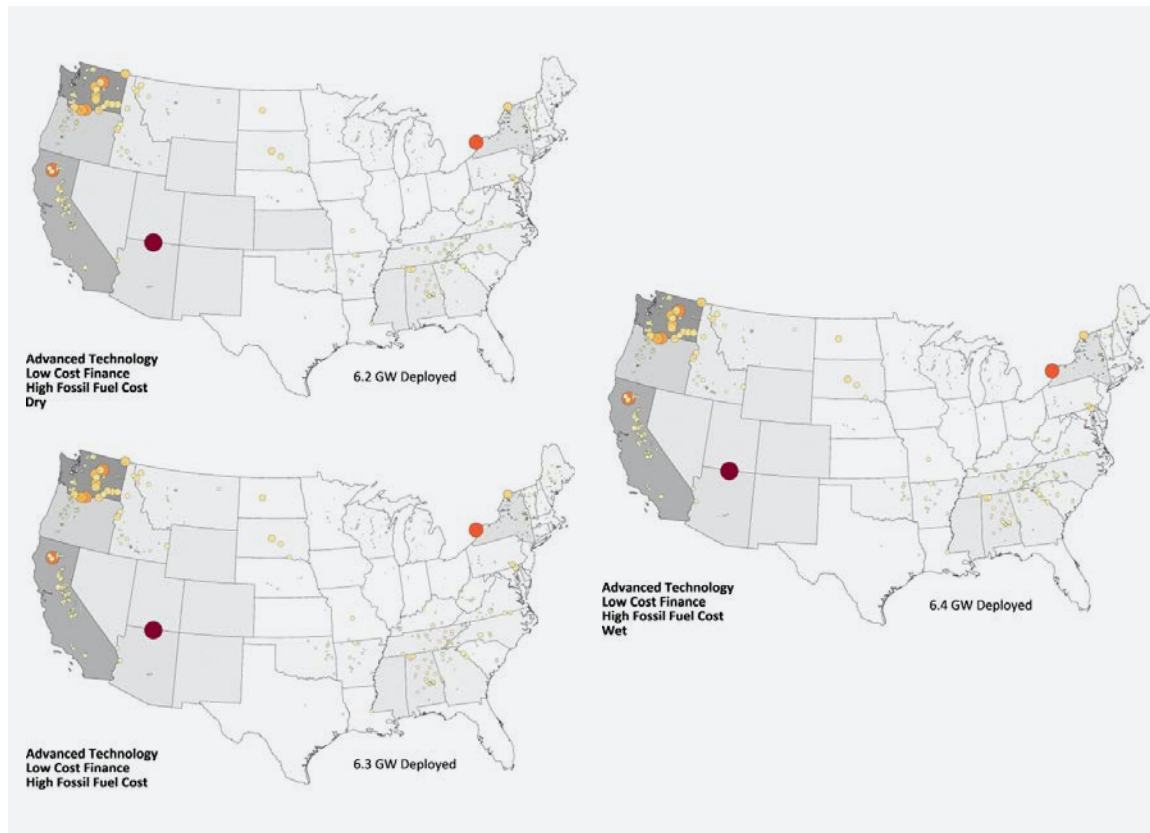 Advanced Technology
Low Cost Finance
High Fossil Fuel Cost
Dry
6.2 GW Deployed
Advanced Technology
Low Cost Finance
High Fossil Fuel Cost
6.3 GW Deployed
Advanced Technology
Low Cost Finance
High Fossil Fuel Cost
Wet
6.4 GW Deployed